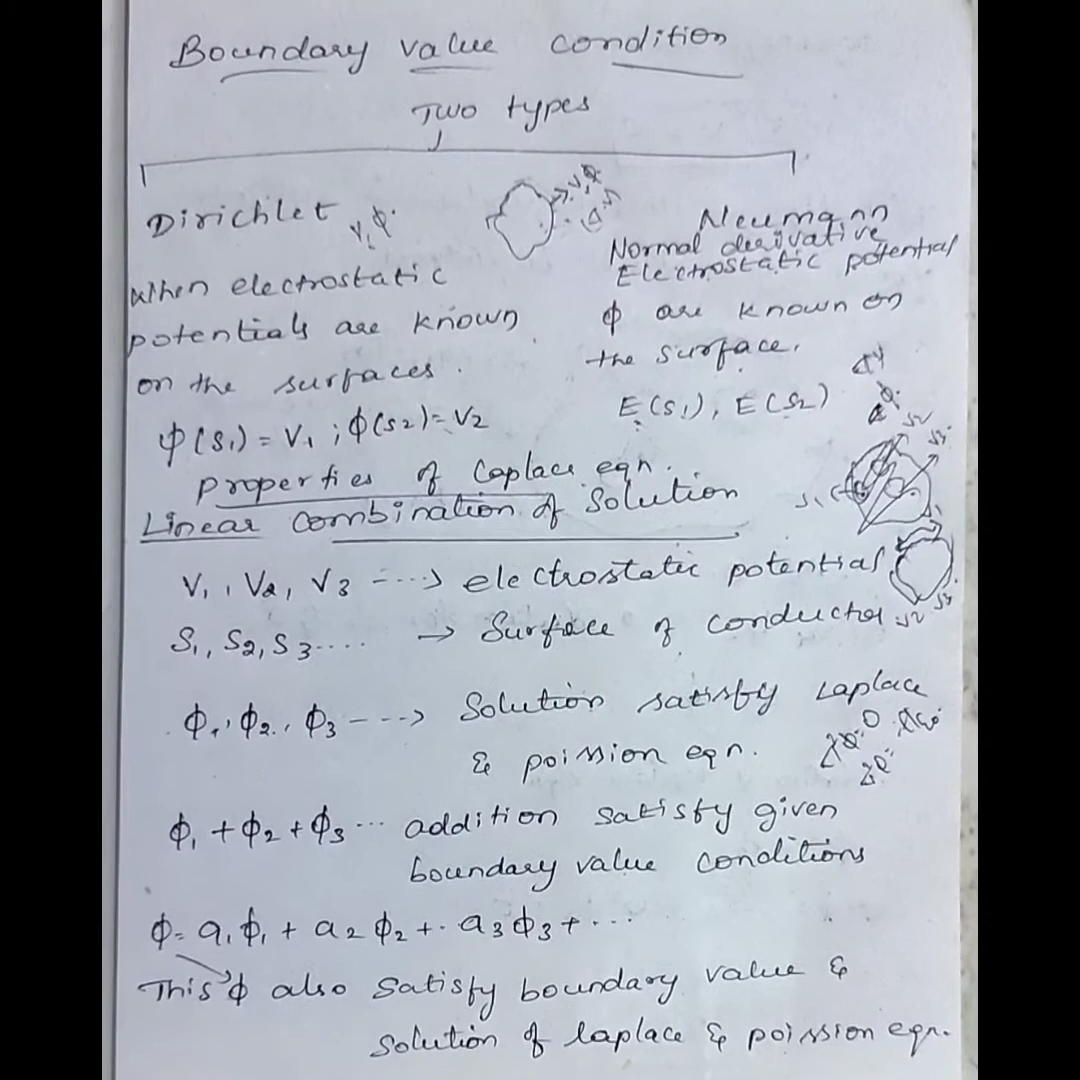 Boundary value condition
Two types
Dirichlet
When electrostatic
potentials are known
on the surfaces.
ϕ(S1) = V1 ; ϕ(S2) = V2
Neumann
Normal derivative
Electrostatic potential
ϕ are known on
the surface.
E(S1), E(S2)
properties of Laplace eqn.
Linear combination of Solution
V1, V2, V3 ----> electrostatic potential
S1, S2, S3.... → Surface of conductor
ϕ1, ϕ2, ϕ3 ----> Solution satisfy Laplace
& poission eqn.
ϕ1 + ϕ2 + ϕ3 ... addition satisfy given
boundary value conditions
ϕ = a1ϕ1 + a2ϕ2 + a3ϕ3 + ...
This ϕ also satisfy boundary value &
solution of laplace & poission eqn.